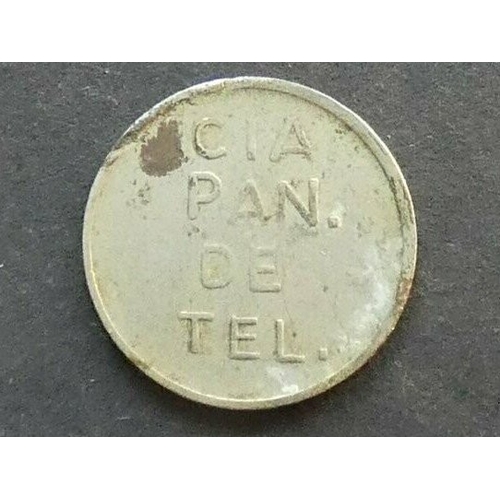 CIA
PAN.
DE
TEL.